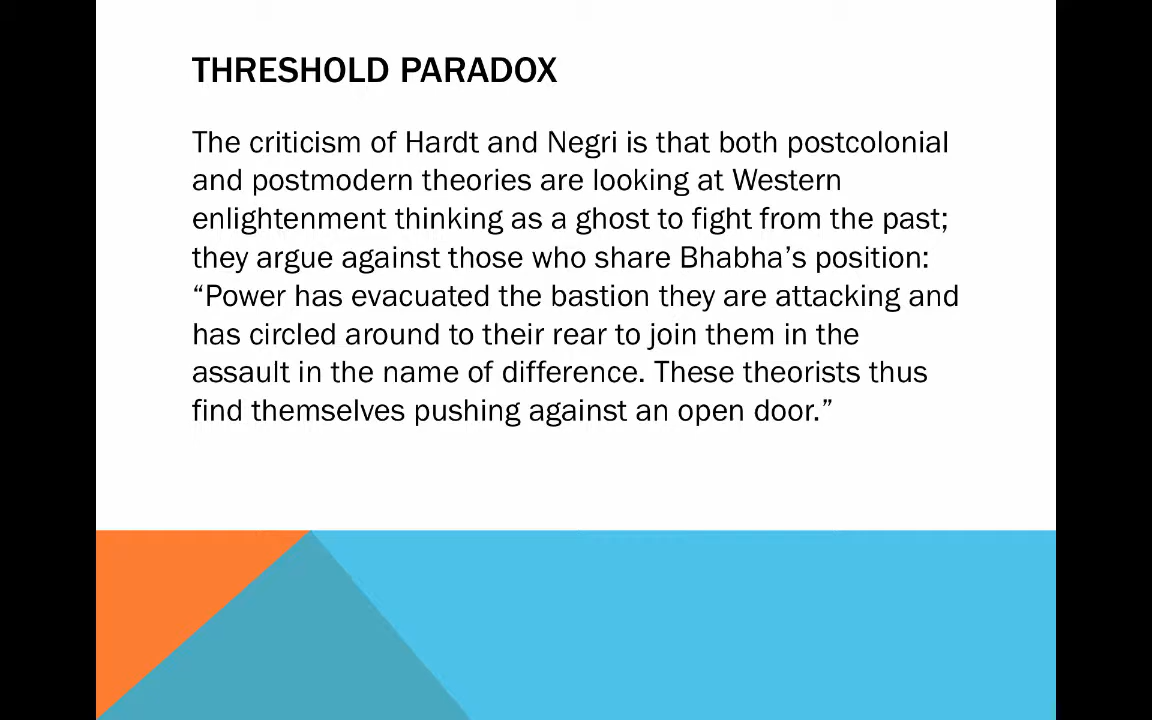 THRESHOLD PARADOX
The criticism of Hardt and Negri is that both postcolonial
and postmodern theories are looking at Western
enlightenment thinking as a ghost to fight from the past;
they argue against those who share Bhabha’s position:
“Power has evacuated the bastion they are attacking and
has circled around to their rear to join them in the
assault in the name of difference. These theorists thus
find themselves pushing against an open door.”